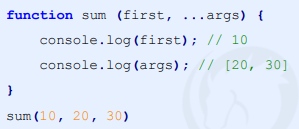 function sum (first, ...args) {
    console.log(first); // 10
    console.log(args); // [20, 30]
}
sum(10, 20, 30)